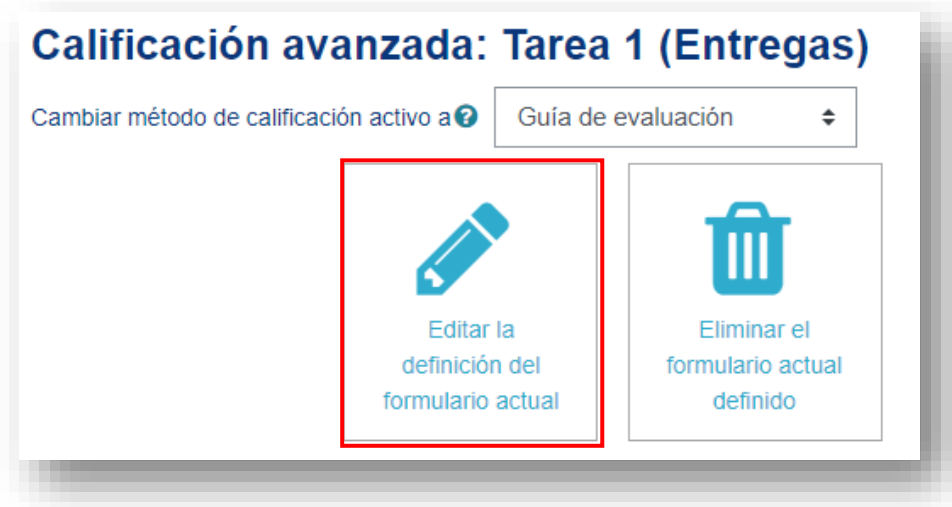 Calificación avanzada: Tarea 1 (Entregas)
Cambiar método de calificación activo a ? Guía de evaluación
Editar la
definición del
formulario actual
Eliminar el
formulario actual
definido